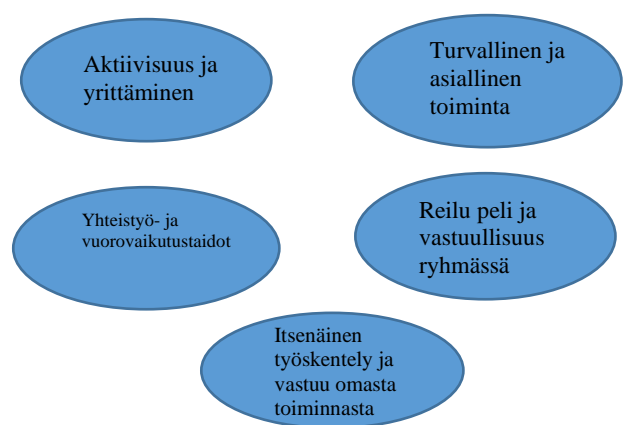 Aktiivisuus ja
yrittäminen
Turvallinen ja
asiallinen
toiminta
Yhteistyö- ja
vuorovaikutustaidot
Reilu peli ja
vastuullisuus
ryhmässä
Itsenäinen
työskentely ja
vastuu omasta
toiminnasta